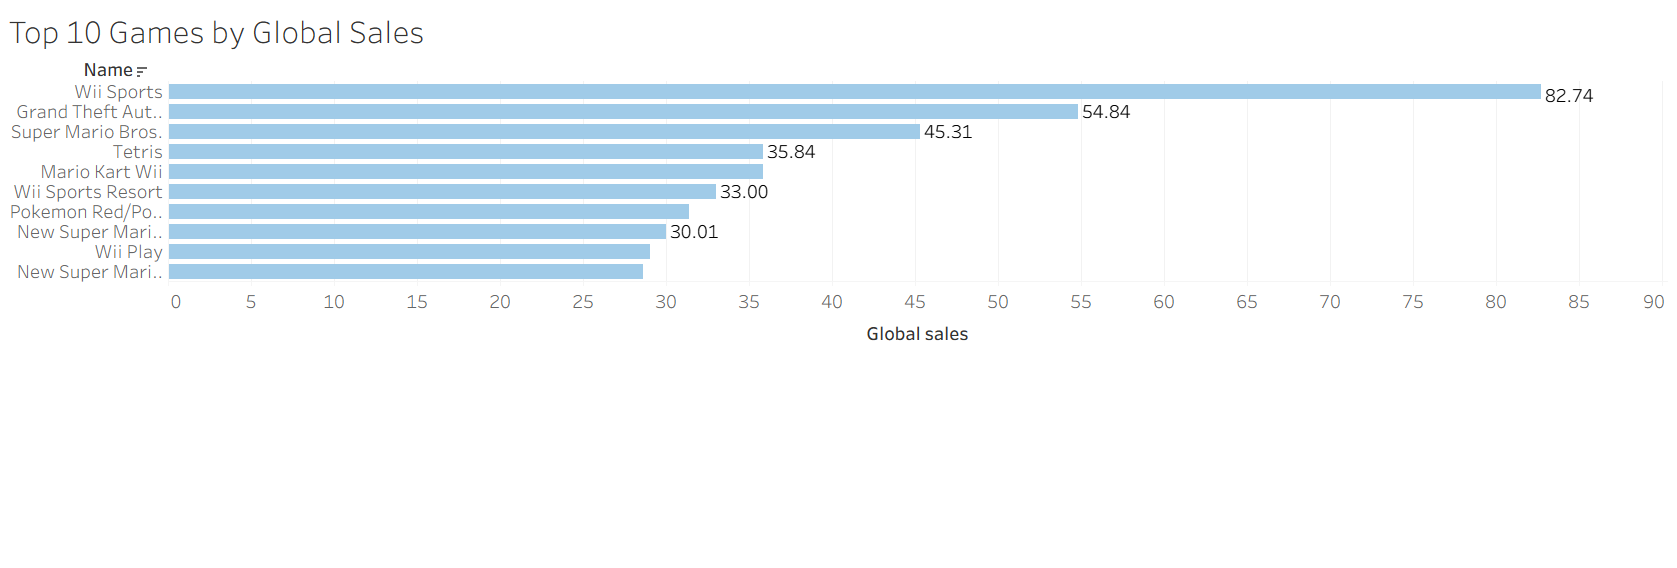 Top 10 Games by Global Sales
Name
Wii Sports 82.74
Grand Theft Aut.. 54.84
Super Mario Bros. 45.31
Tetris 35.84
Mario Kart Wii
Wii Sports Resort 33.00
Pokemon Red/Po..
New Super Mari.. 30.01
Wii Play
New Super Mari..
0 5 10 15 20 25 30 35 40 45 50 55 60 65 70 75 80 85 90
Global sales